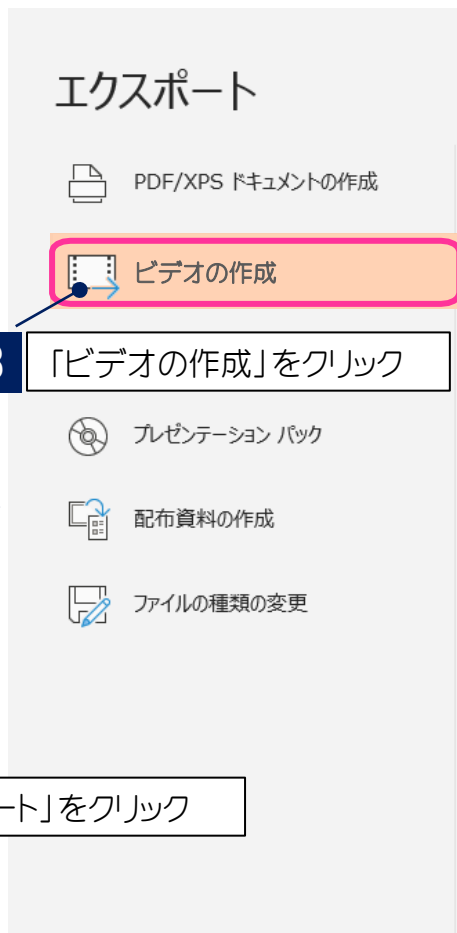 エクスポート
PDF/XPS ドキュメントの作成
ビデオの作成
「ビデオの作成」をクリック
プレゼンテーション パック
配布資料の作成
ファイルの種類の変更
ート」をクリック